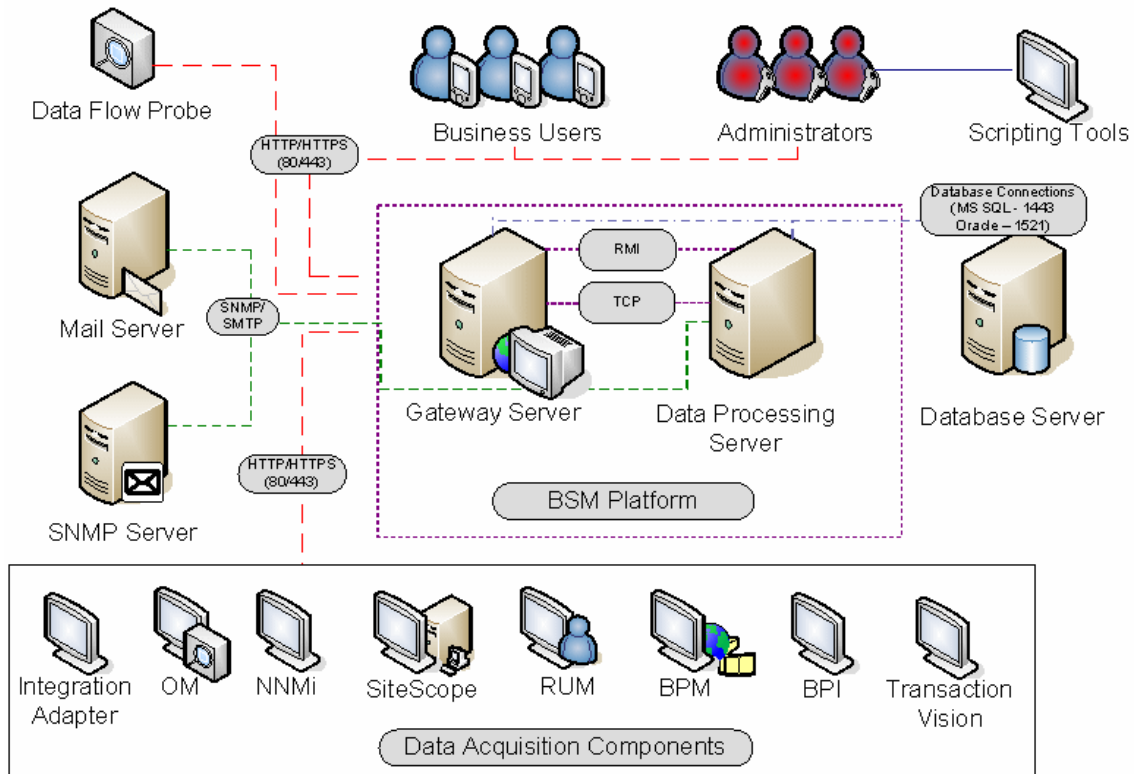 Data Flow Probe
Business Users
Administrators
Scripting Tools
HTTP/HTTPS
(80/443)
Database Connections
(MS SQL - 1443
Oracle – 1521)
Mail Server
SNMP/
SMTP
RMI
TCP
Gateway Server
Data Processing
Server
Database Server
HTTP/HTTPS
(80/443)
BSM Platform
SNMP Server
Integration
Adapter
OM
NNMi
SiteScope
RUM
BPM
BPI
Transaction
Vision
Data Acquisition Components